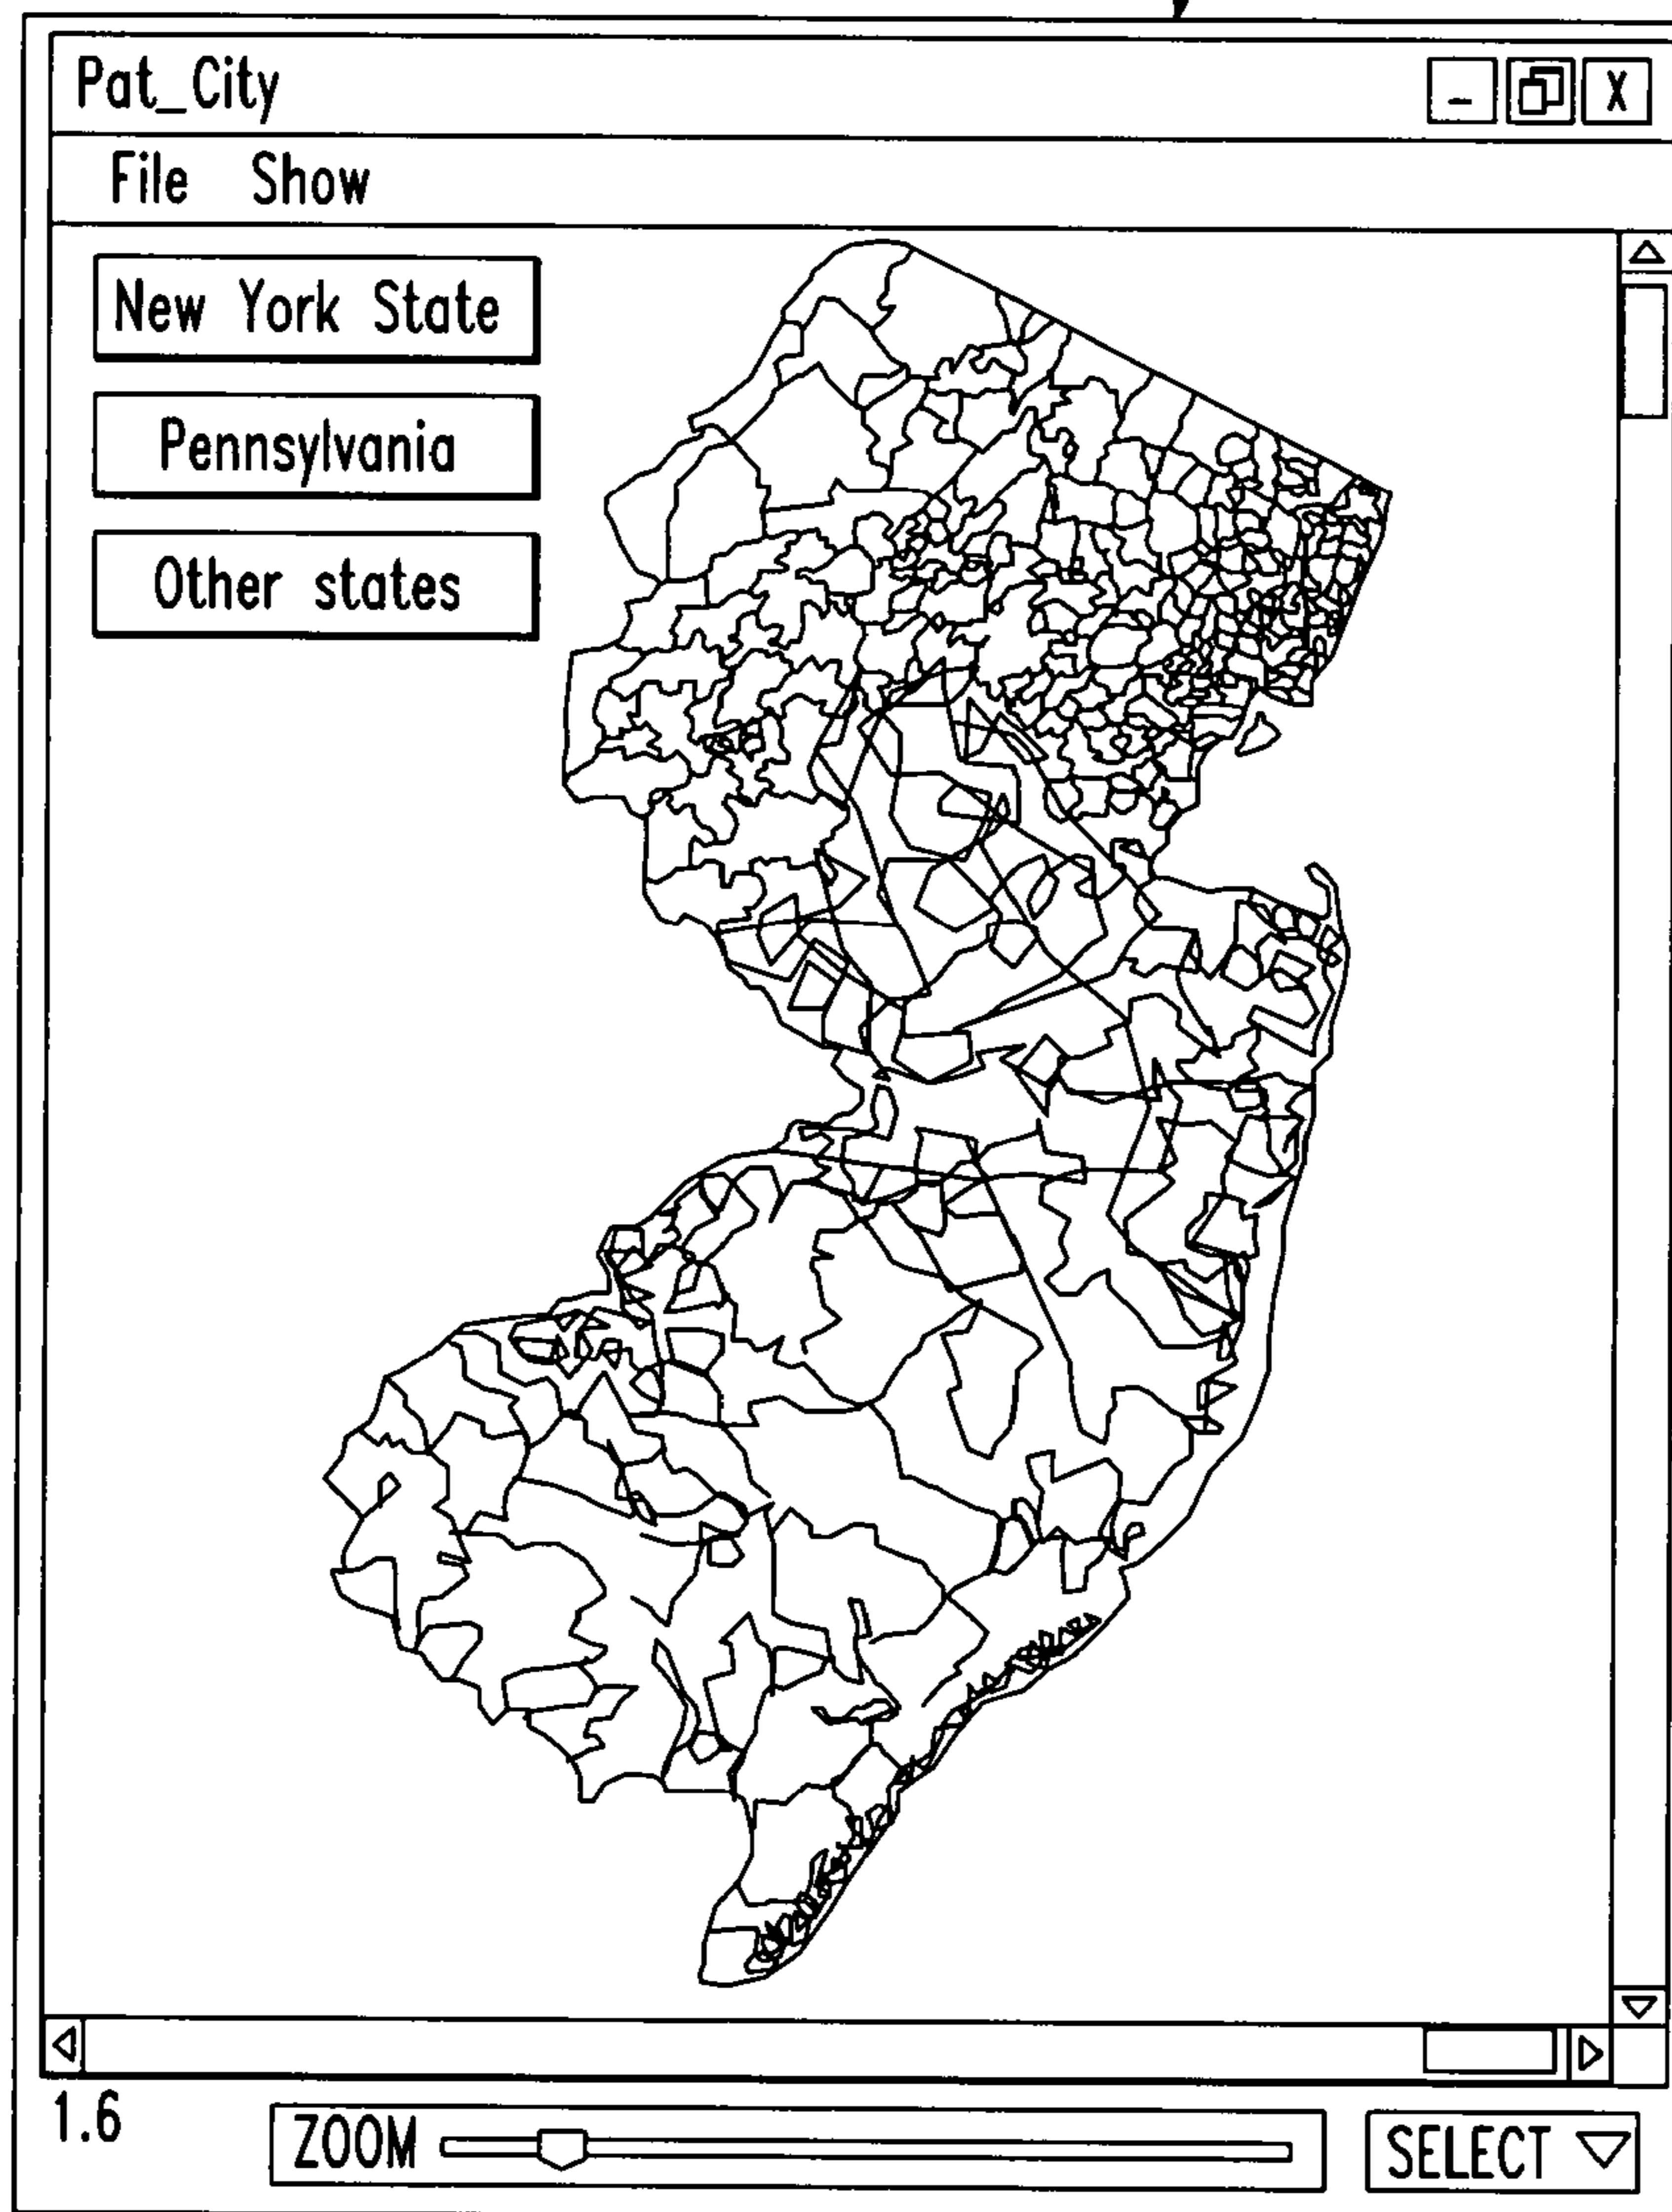 Pat_City
File Show
New York State
Pennsylvania
Other states
1.6
ZOOM
SELECT